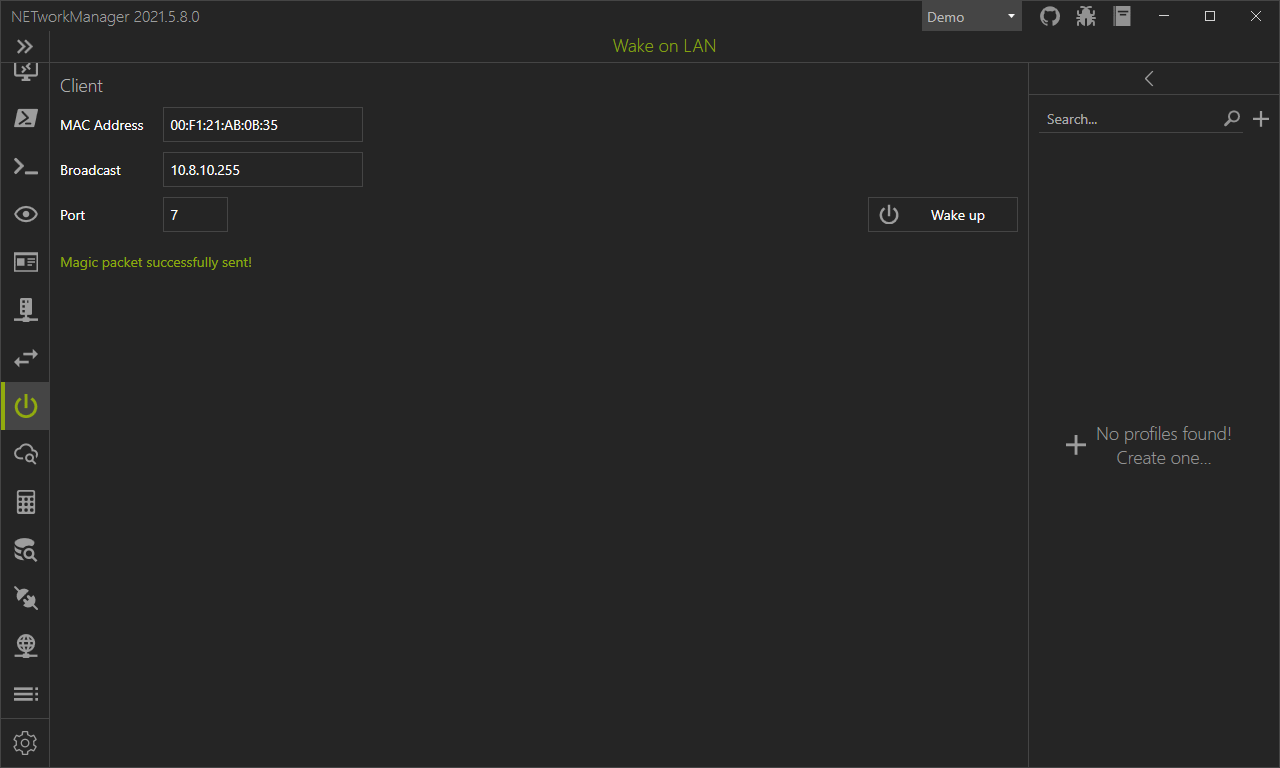 NETworkManager 2021.5.8.0
Demo
Wake on LAN
Client
MAC Address
00:F1:21:AB:0B:35
Broadcast
10.8.10.255
Port
7
Wake up
Magic packet successfully sent!
Search...
No profiles found!
Create one...